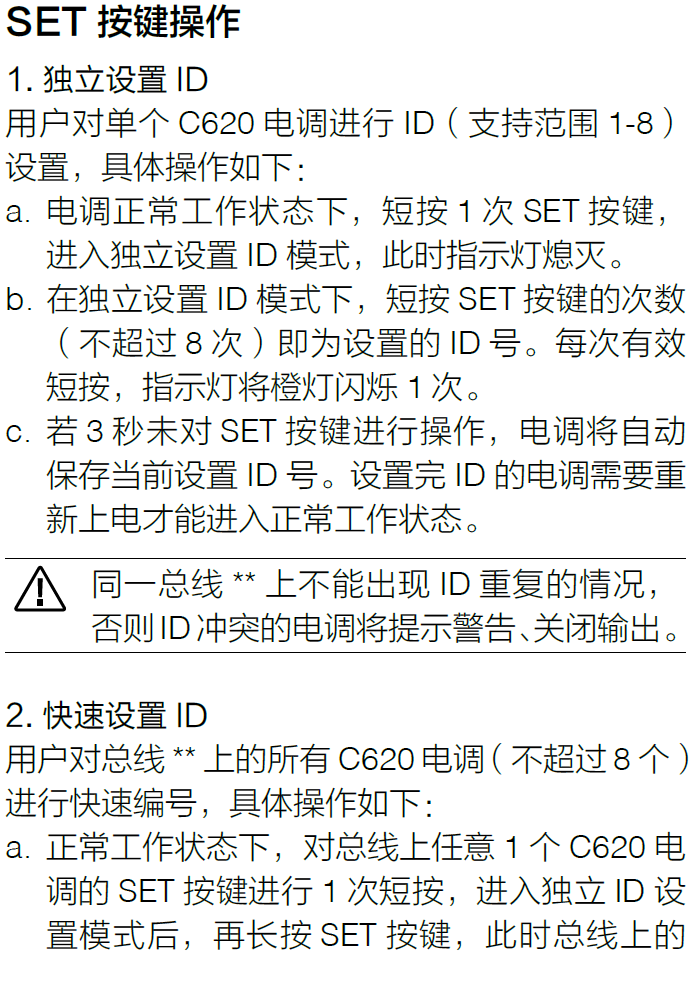 SET 按键操作
1. 独立设置 ID
用户对单个 C620 电调进行 ID（支持范围 1-8）
设置，具体操作如下：
a. 电调正常工作状态下，短按 1 次 SET 按键，
进入独立设置 ID 模式，此时指示灯熄灭。
b. 在独立设置 ID 模式下，短按 SET 按键的次数
（不超过 8 次）即为设置的 ID 号。每次有效
短按，指示灯将橙灯闪烁 1 次。
c. 若 3 秒未对 SET 按键进行操作，电调将自动
保存当前设置 ID 号。设置完 ID 的电调需要重
新上电才能进入正常工作状态。
同一总线 ** 上不能出现 ID 重复的情况，
否则 ID 冲突的电调将提示警告、关闭输出。
2. 快速设置 ID
用户对总线 ** 上的所有 C620 电调（不超过 8 个）
进行快速编号，具体操作如下：
a. 正常工作状态下，对总线上任意 1 个 C620 电
调的 SET 按键进行 1 次短按，进入独立 ID 设
置模式后，再长按 SET 按键，此时总线上的